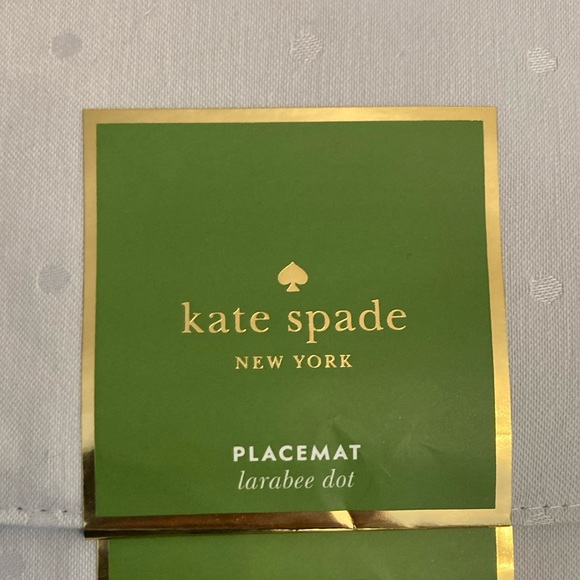 kate spade
NEW YORK
PLACEMAT
larabee dot